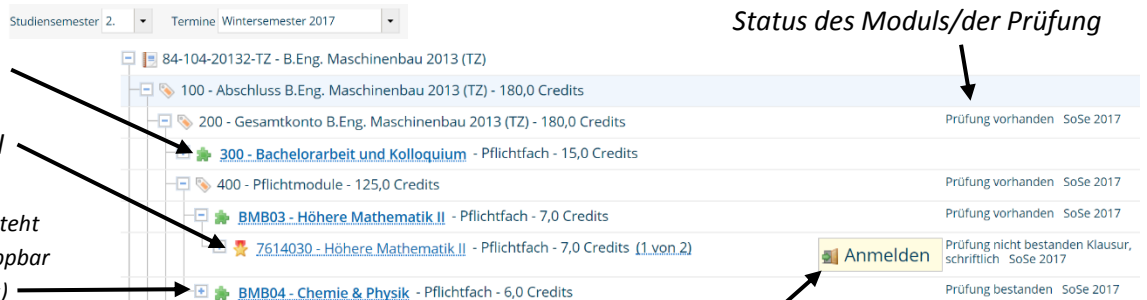 Studiensemester 2. Termine Wintersemester 2017
Status des Moduls/der Prüfung
84-104-20132-TZ - B.Eng. Maschinenbau 2013 (TZ)
100 - Abschluss B.Eng. Maschinenbau 2013 (TZ) - 180,0 Credits
200 - Gesamtkonto B.Eng. Maschinenbau 2013 (TZ) - 180,0 Credits Prüfung vorhanden SoSe 2017
300 - Bachelorarbeit und Kolloquium - Pflichtfach - 15,0 Credits
400 - Pflichtmodule - 125,0 Credits Prüfung vorhanden SoSe 2017
BMB03 - Höhere Mathematik II - Pflichtfach - 7,0 Credits Prüfung vorhanden SoSe 2017
7614030 - Höhere Mathematik II - Pflichtfach - 7,0 Credits (1 von 2) Anmelden Prüfung nicht bestanden Klausur,
schriftlich SoSe 2017
BMB04 - Chemie & Physik - Pflichtfach - 6,0 Credits Prüfung bestanden SoSe 2017